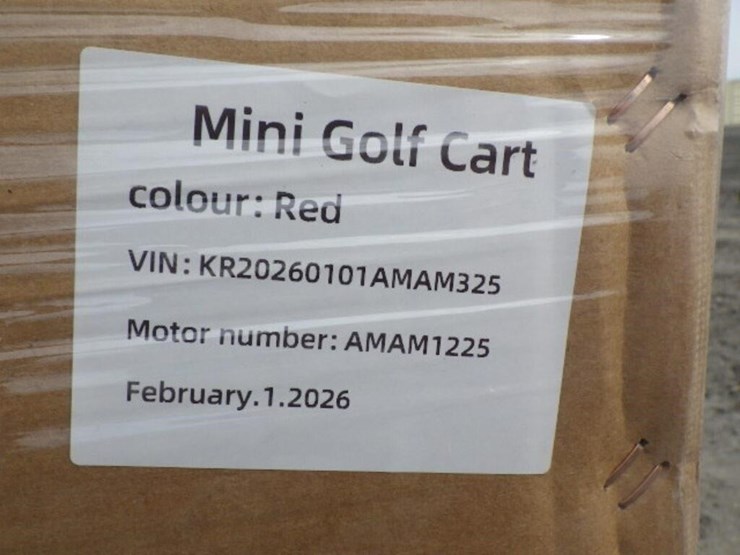 Mini Golf Cart
colour: Red
VIN: KR20260101AMAM325
Motor number: AMAM1225
February.1.2026